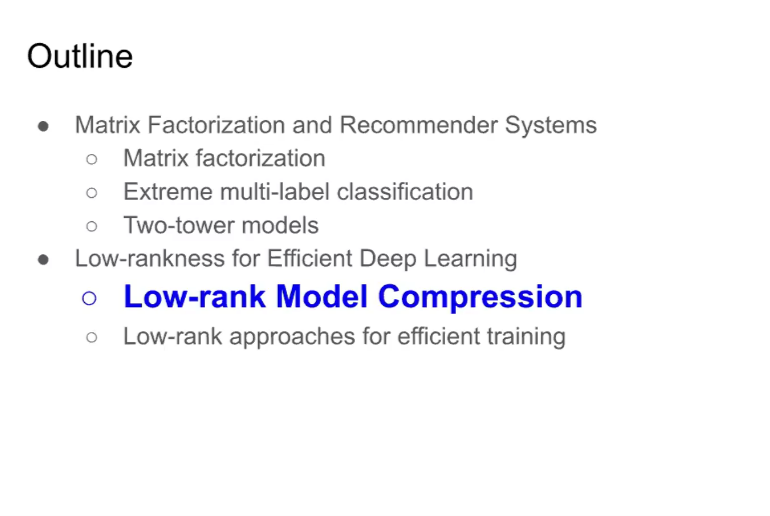 Outline
● Matrix Factorization and Recommender Systems
○ Matrix factorization
○ Extreme multi-label classification
○ Two-tower models
● Low-rankness for Efficient Deep Learning
○ Low-rank Model Compression
○ Low-rank approaches for efficient training